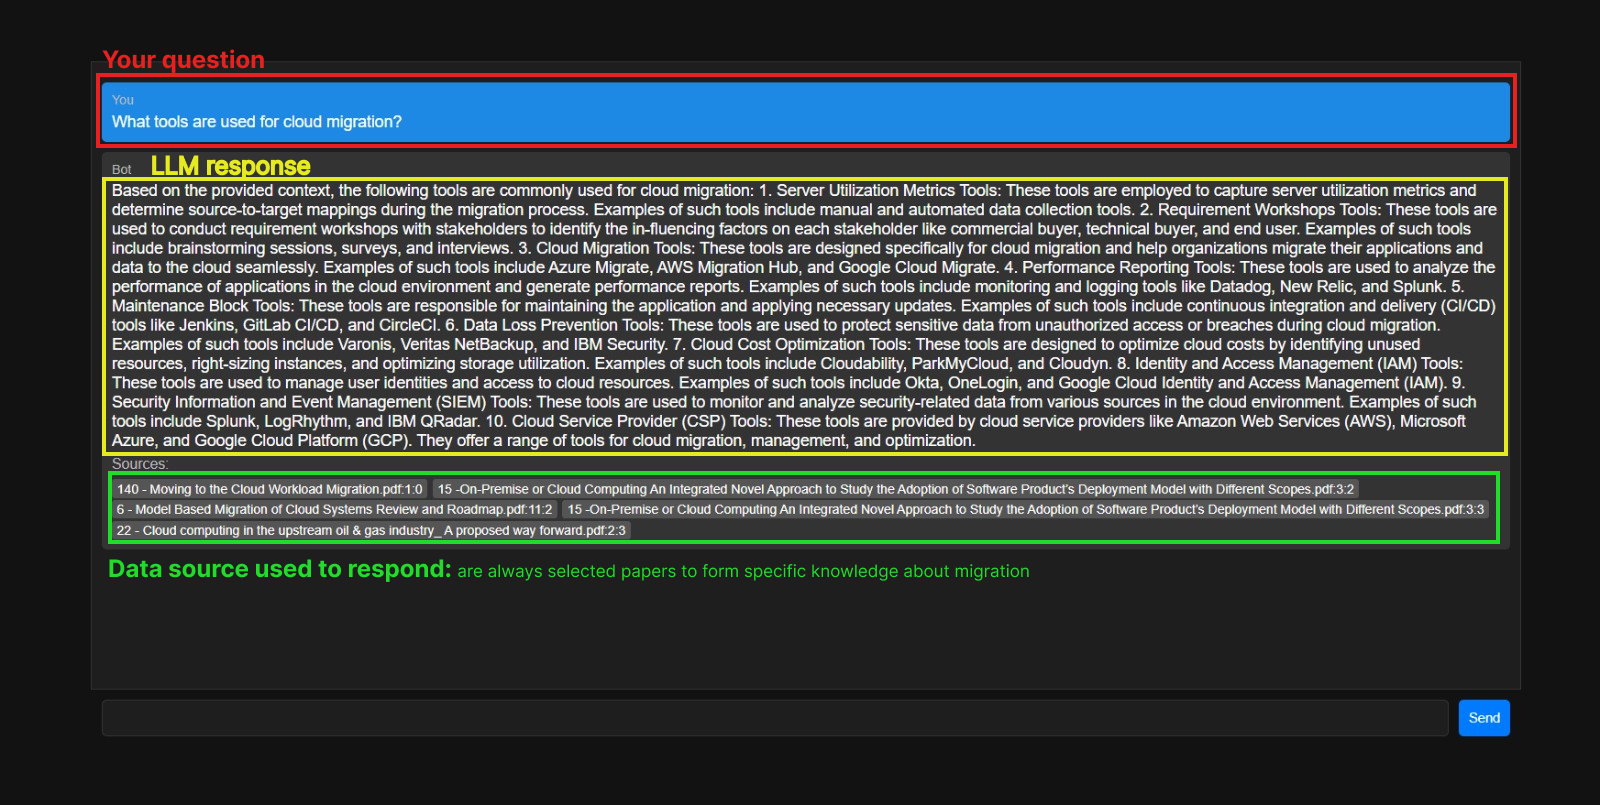 Your question
You
What tools are used for cloud migration?
Bot
LLM response
Based on the provided context, the following tools are commonly used for cloud migration: 1. Server Utilization Metrics Tools: These tools are employed to capture server utilization metrics and
determine source-to-target mappings during the migration process. Examples of such tools include manual and automated data collection tools. 2. Requirement Workshops Tools: These tools are
used to conduct requirement workshops with stakeholders to identify the in-fluencing factors on each stakeholder like commercial buyer, technical buyer, and end user. Examples of such tools
include brainstorming sessions, surveys, and interviews. 3. Cloud Migration Tools: These tools are designed specifically for cloud migration and help organizations migrate their applications and
data to the cloud seamlessly. Examples of such tools include Azure Migrate, AWS Migration Hub, and Google Cloud Migrate. 4. Performance Reporting Tools: These tools are used to analyze the
performance of applications in the cloud environment and generate performance reports. Examples of such tools include monitoring and logging tools like Datadog, New Relic, and Splunk. 5.
Maintenance Block Tools: These tools are responsible for maintaining the application and applying necessary updates. Examples of such tools include continuous integration and delivery (CI/CD)
tools like Jenkins, GitLab CI/CD, and CircleCI. 6. Data Loss Prevention Tools: These tools are used to protect sensitive data from unauthorized access or breaches during cloud migration.
Examples of such tools include Varonis, Veritas NetBackup, and IBM Security. 7. Cloud Cost Optimization Tools: These tools are designed to optimize cloud costs by identifying unused
resources, right-sizing instances, and optimizing storage utilization. Examples of such tools include Cloudability, ParkMyCloud, and Cloudyn. 8. Identity and Access Management (IAM) Tools:
These tools are used to manage user identities and access to cloud resources. Examples of such tools include Okta, OneLogin, and Google Cloud Identity and Access Management (IAM). 9.
Security Information and Event Management (SIEM) Tools: These tools are used to monitor and analyze security-related data from various sources in the cloud environment. Examples of such
tools include Splunk, LogRhythm, and IBM QRadar. 10. Cloud Service Provider (CSP) Tools: These tools are provided by cloud service providers like Amazon Web Services (AWS), Microsoft
Azure, and Google Cloud Platform (GCP). They offer a range of tools for cloud migration, management, and optimization.
Sources:
140 - Moving to the Cloud Workload Migration.pdf:1:0 15 -On-Premise or Cloud Computing An Integrated Novel Approach to Study the Adoption of Software Product's Deployment Model with Different Scopes.pdf:3:2
6 - Model Based Migration of Cloud Systems Review and Roadmap.pdf:11:2 15 -On-Premise or Cloud Computing An Integrated Novel Approach to Study the Adoption of Software Product's Deployment Model with Different Scopes.pdf:3:3
22 - Cloud computing in the upstream oil & gas industry_ A proposed way forward.pdf:2:3
Data source used to respond: are always selected papers to form specific knowledge about migration
Send